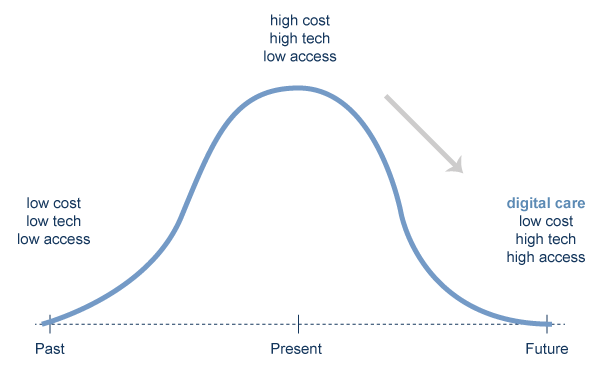 high cost
high tech
low access
low cost
low tech
low access
digital care
low cost
high tech
high access
Past
Present
Future